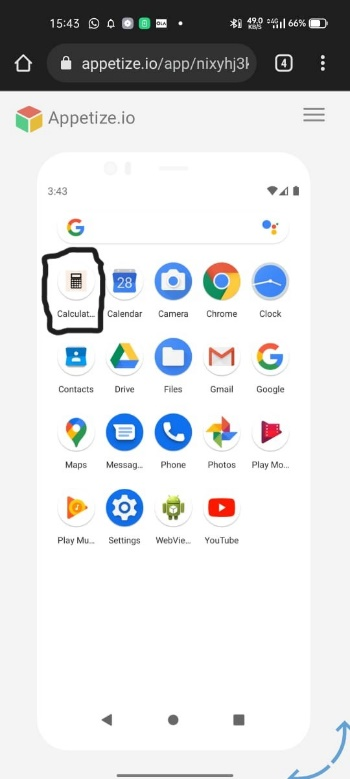 15:43 49.0 KB/S 4G 66%
appetize.io/app/nixyhj3k 4
Appetize.io
3:43
G
28
Calculat... Calendar Camera Chrome Clock
Contacts Drive Files Gmail Google
Maps Messag... Phone Photos Play Mo...
Play Mu... Settings WebVie... YouTube